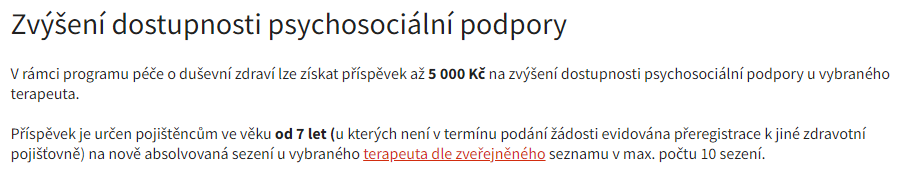 Zvýšení dostupnosti psychosociální podpory
V rámci programu péče o duševní zdraví lze získat příspěvek až 5 000 Kč na zvýšení dostupnosti psychosociální podpory u vybraného
terapeuta.
Příspěvek je určen pojištěncům ve věku od 7 let (u kterých není v termínu podání žádosti evidována přeregistrace k jiné zdravotní
pojišťovně) na nově absolvovaná sezení u vybraného terapeuta dle zveřejněného seznamu v max. počtu 10 sezení.